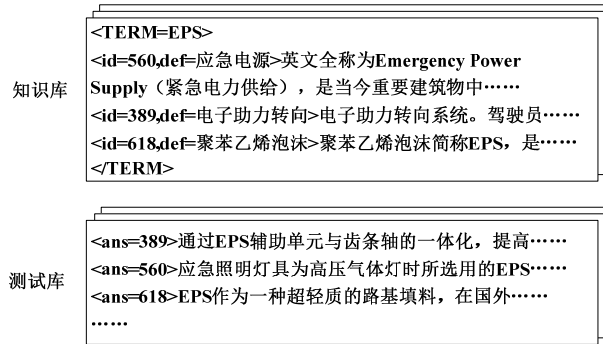 知识库
<TERM=EPS>
<id=560,def=应急电源>英文全称为Emergency Power
Supply（紧急电力供给），是当今重要建筑物中……
<id=389,def=电子助力转向>电子助力转向系统。驾驶员……
<id=618,def=聚苯乙烯泡沫>聚苯乙烯泡沫简称EPS，是……
</TERM>
测试库
<ans=389>通过EPS辅助单元与齿条轴的一体化，提高……
<ans=560>应急照明灯具为高压气体灯时所选用的EPS……
<ans=618>EPS作为一种超轻质的路基填料，在国外……
……